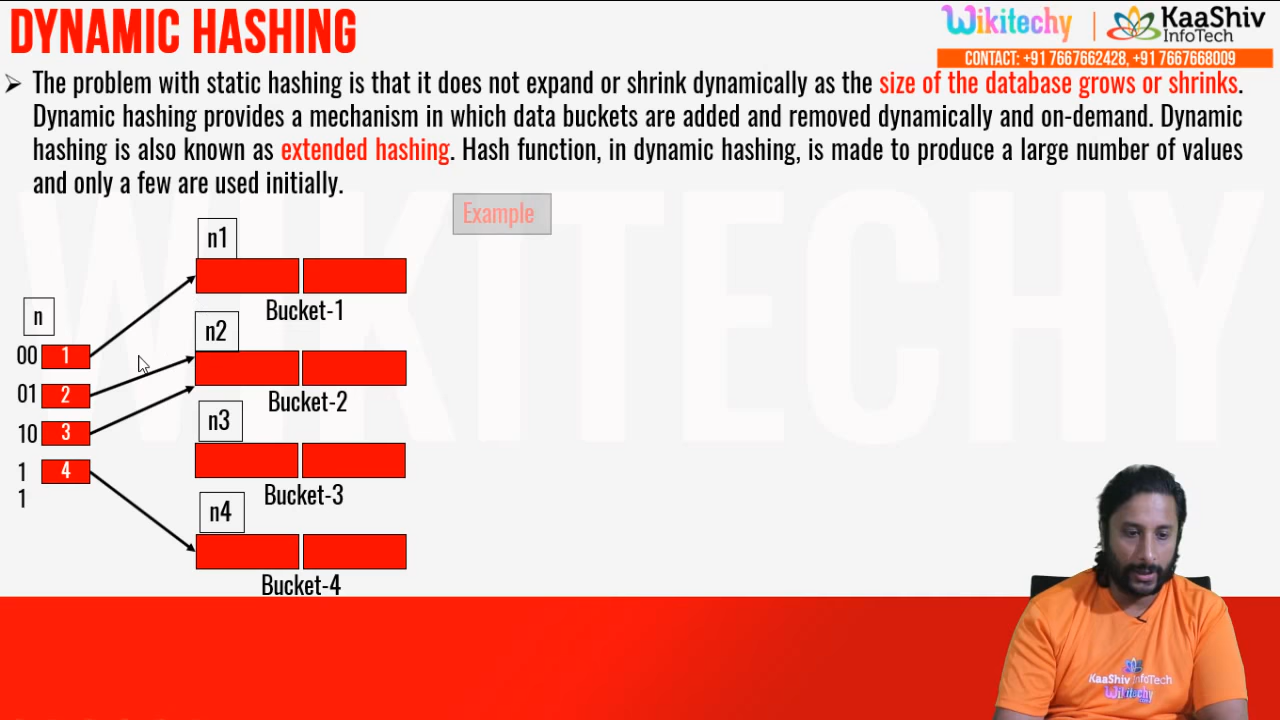 DYNAMIC HASHING
Wikitechy
KaaShiv
InfoTech
CONTACT: +91 7667662428, +91 7667668009
The problem with static hashing is that it does not expand or shrink dynamically as the size of the database grows or shrinks.
Dynamic hashing provides a mechanism in which data buckets are added and removed dynamically and on-demand. Dynamic
hashing is also known as extended hashing. Hash function, in dynamic hashing, is made to produce a large number of values
and only a few are used initially.
WIKITECHY
Example
n1
Bucket-1
n
n2
00 1
Bucket-2
01 2
n3
10 3
Bucket-3
1 4
1
n4
Bucket-4
KaaShiv InfoTech
Wikitechy